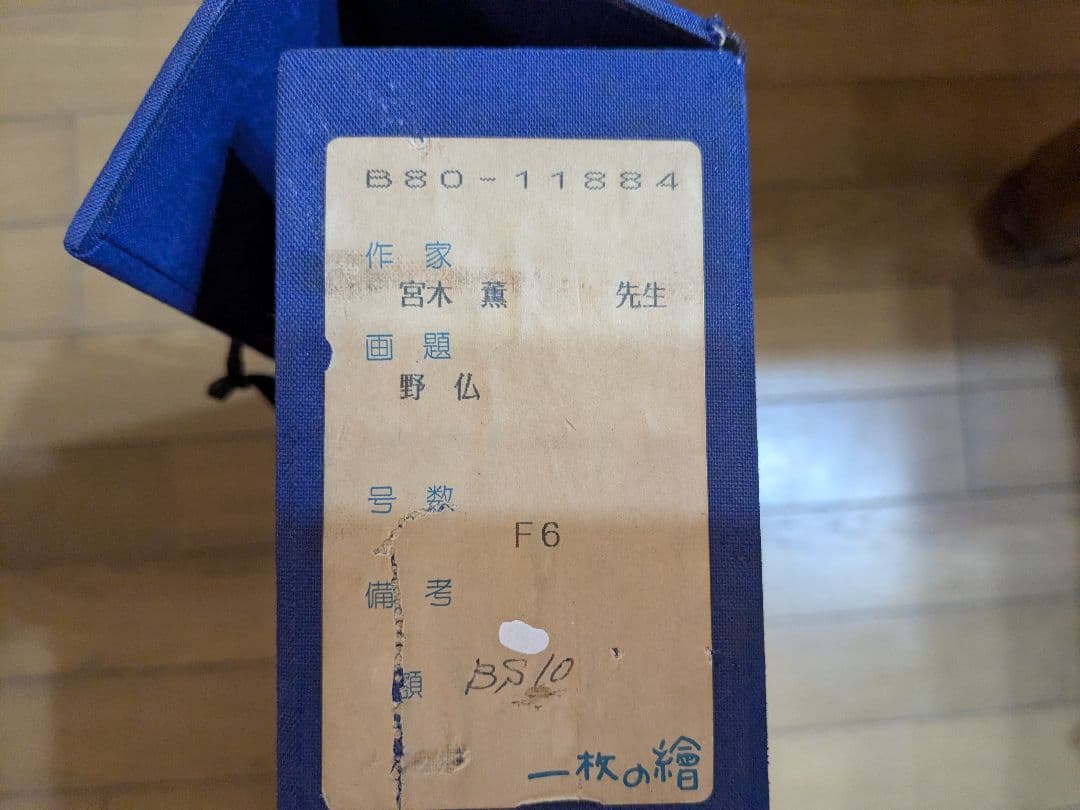 B80-11884
作家
宮木 薫 先生
画題
野仏
号数
F6
備考
額 BS10
一枚の繪